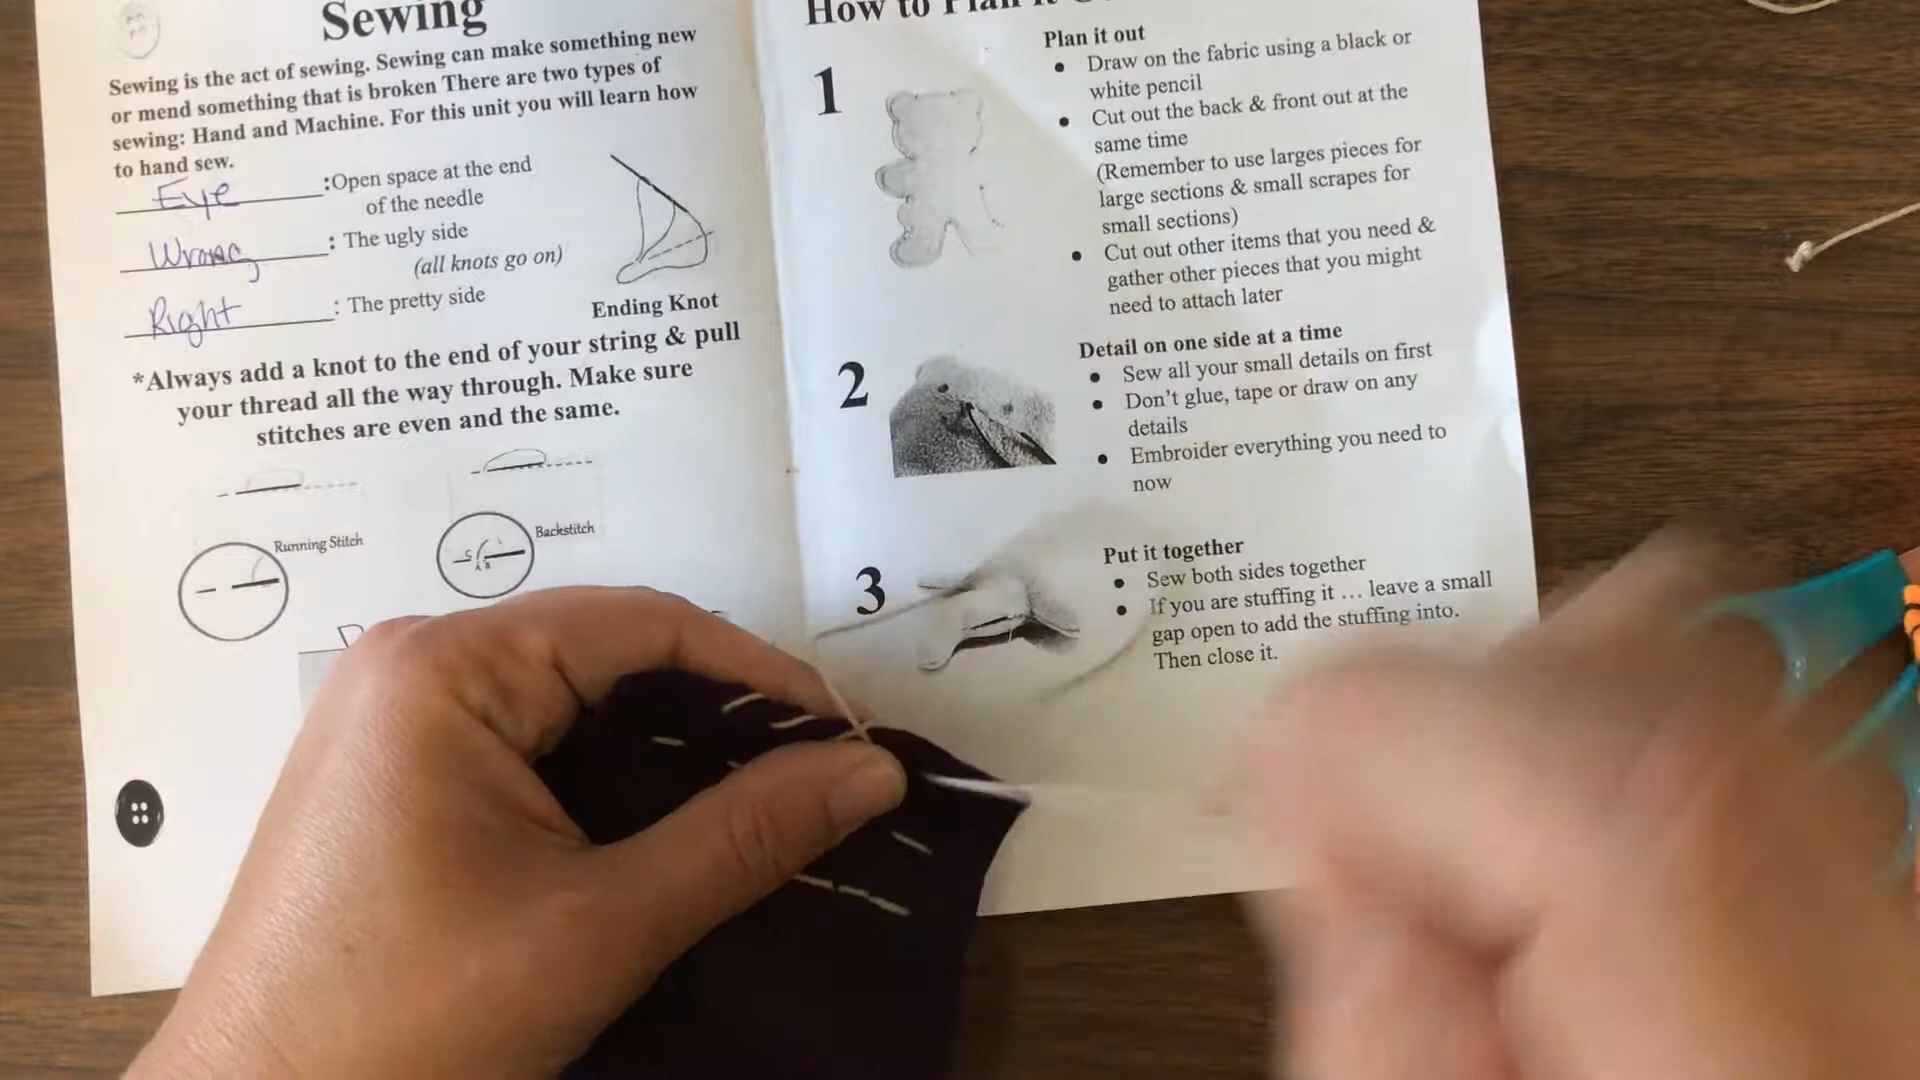 Sewing
Sewing is the act of sewing. Sewing can make something new
or mend something that is broken There are two types of
sewing: Hand and Machine. For this unit you will learn how
to hand sew.
Eye :Open space at the end
of the needle
Wrong : The ugly side
(all knots go on)
Right : The pretty side
Ending Knot
*Always add a knot to the end of your string & pull
your thread all the way through. Make sure
stitches are even and the same.
Running Stitch
Backstitch
How to Plan it
1
Plan it out
• Draw on the fabric using a black or
white pencil
• Cut out the back & front out at the
same time
(Remember to use larges pieces for
large sections & small scrapes for
small sections)
• Cut out other items that you need &
gather other pieces that you might
need to attach later
2
Detail on one side at a time
• Sew all your small details on first
• Don't glue, tape or draw on any
details
• Embroider everything you need to
now
3
Put it together
• Sew both sides together
• If you are stuffing it ... leave a small
gap open to add the stuffing into.
Then close it.